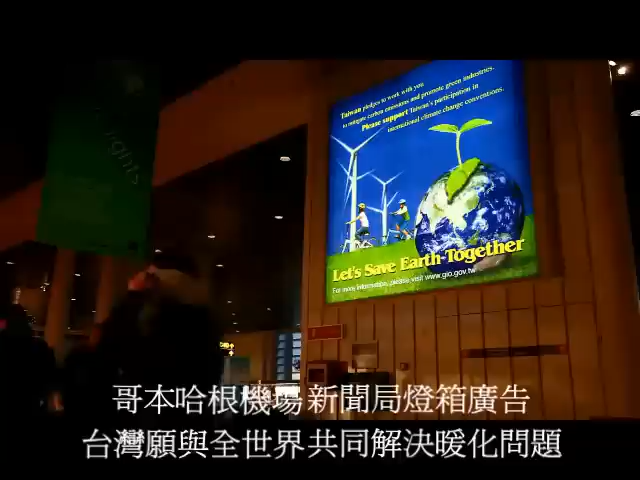 Taiwan pledges to work with you
to mitigate carbon emissions and promote green industries.
Please support Taiwan's participation in
international climate change conventions.
Let's Save Earth Together
For more information, please visit www.gio.gov.tw
哥本哈根機場新聞局燈箱廣告
台灣願與全世界共同解決暖化問題